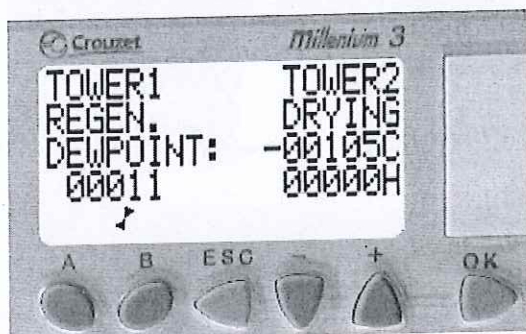 Crouzet Millenium 3
TOWER1 TOWER2
REGEN. DRYING
DEWPOINT: -00105C
00011 00000H
A B ESC - + OK